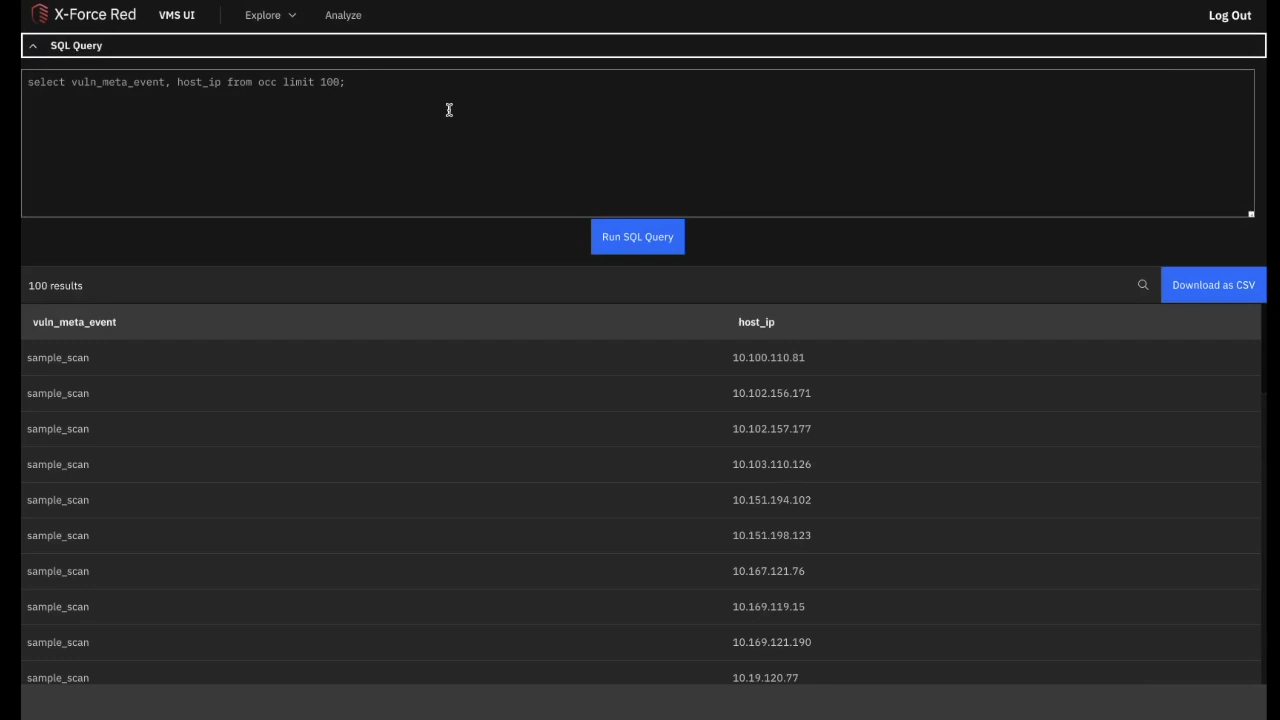 X-Force Red VMS UI Explore Analyze Log Out
SQL Query
select vuln_meta_event, host_ip from occ limit 100;
Run SQL Query
100 results Download as CSV
vuln_meta_event host_ip
sample_scan 10.100.110.81
sample_scan 10.102.156.171
sample_scan 10.102.157.177
sample_scan 10.103.110.126
sample_scan 10.151.194.102
sample_scan 10.151.198.123
sample_scan 10.167.121.76
sample_scan 10.169.119.15
sample_scan 10.169.121.190
sample_scan 10.19.120.77